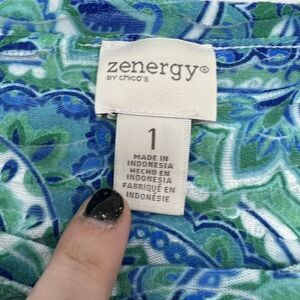 zenergy®
BY CHICO'S
1
MADE IN
INDONESIA
HECHO EN
INDONESIA
FABRIQUÉ EN
INDONÉSIE